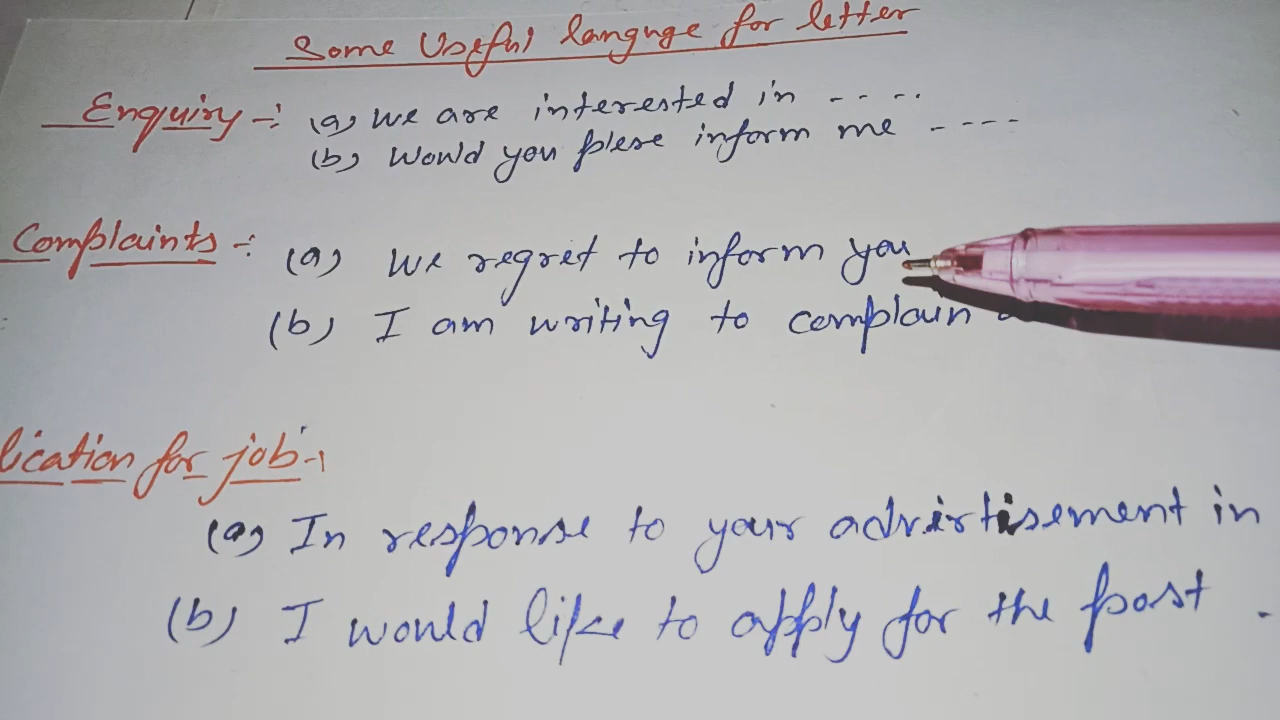 Some Useful langnge for letter
Enquiry -: (a) We are interested in ----
(b) Would you plese inform me ----
Complaints -: (a) We regret to inform you
(b) I am writing to complain
lication for job -:
(a) In response to your advirtisement in
(b) I would like to apply for the post .